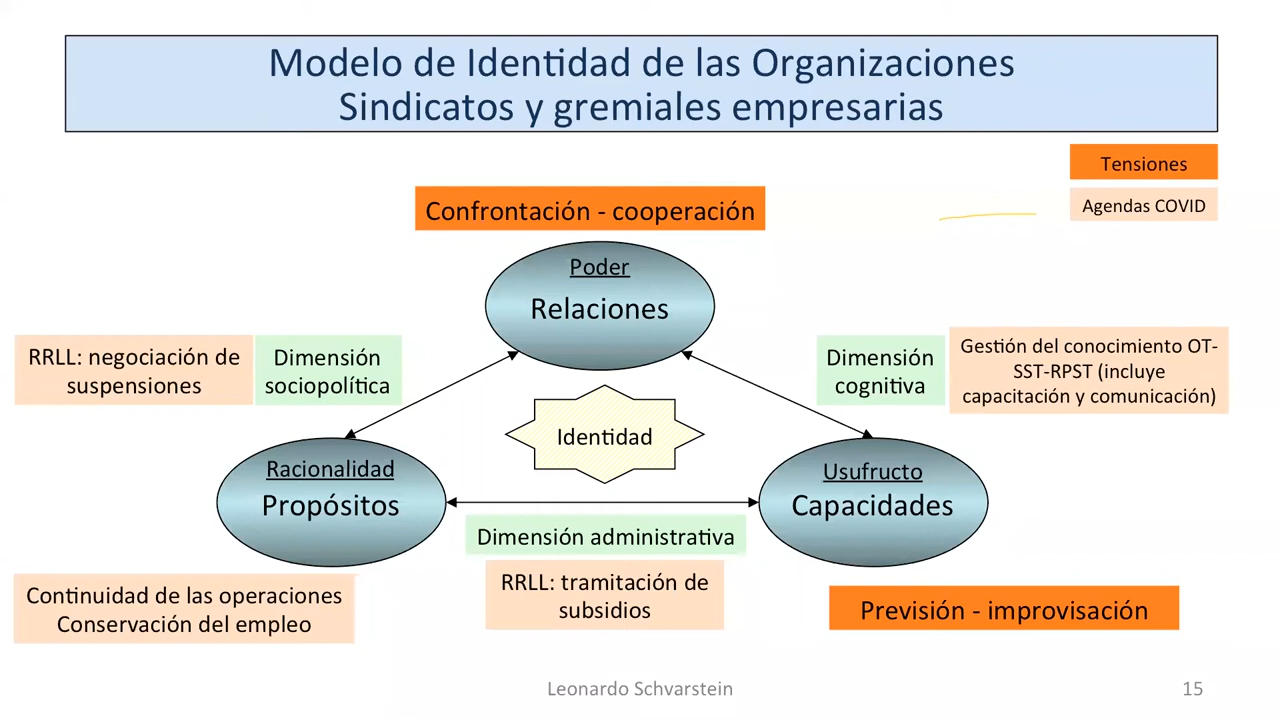 Modelo de Identidad de las Organizaciones
Sindicatos y gremiales empresarias
Tensiones
Agendas COVID
Confrontación - cooperación
Poder
Relaciones
RRLL: negociación de
suspensiones
Dimensión
sociopolítica
Dimensión
cognitiva
Gestión del conocimiento OT-
SST-RPST (incluye
capacitación y comunicación)
Identidad
Racionalidad
Propósitos
Usufructo
Capacidades
Dimensión administrativa
RRLL: tramitación de
subsidios
Continuidad de las operaciones
Conservación del empleo
Previsión - improvisación
Leonardo Schvarstein
15